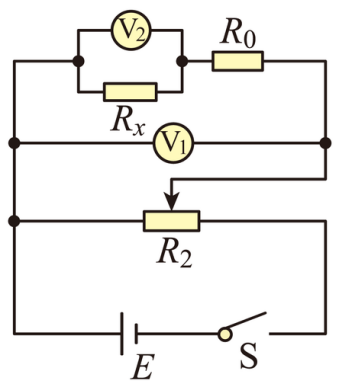 V₂
R₀
Rₓ
V₁
R₂
E
S